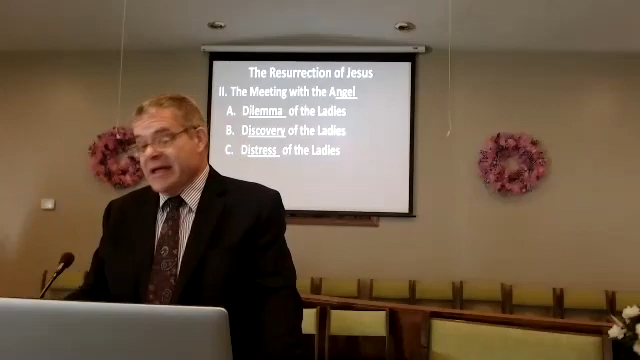 The Resurrection of Jesus
II. The Meeting with the Angel
A. Dilemma of the Ladies
B. Discovery of the Ladies
C. Distress of the Ladies